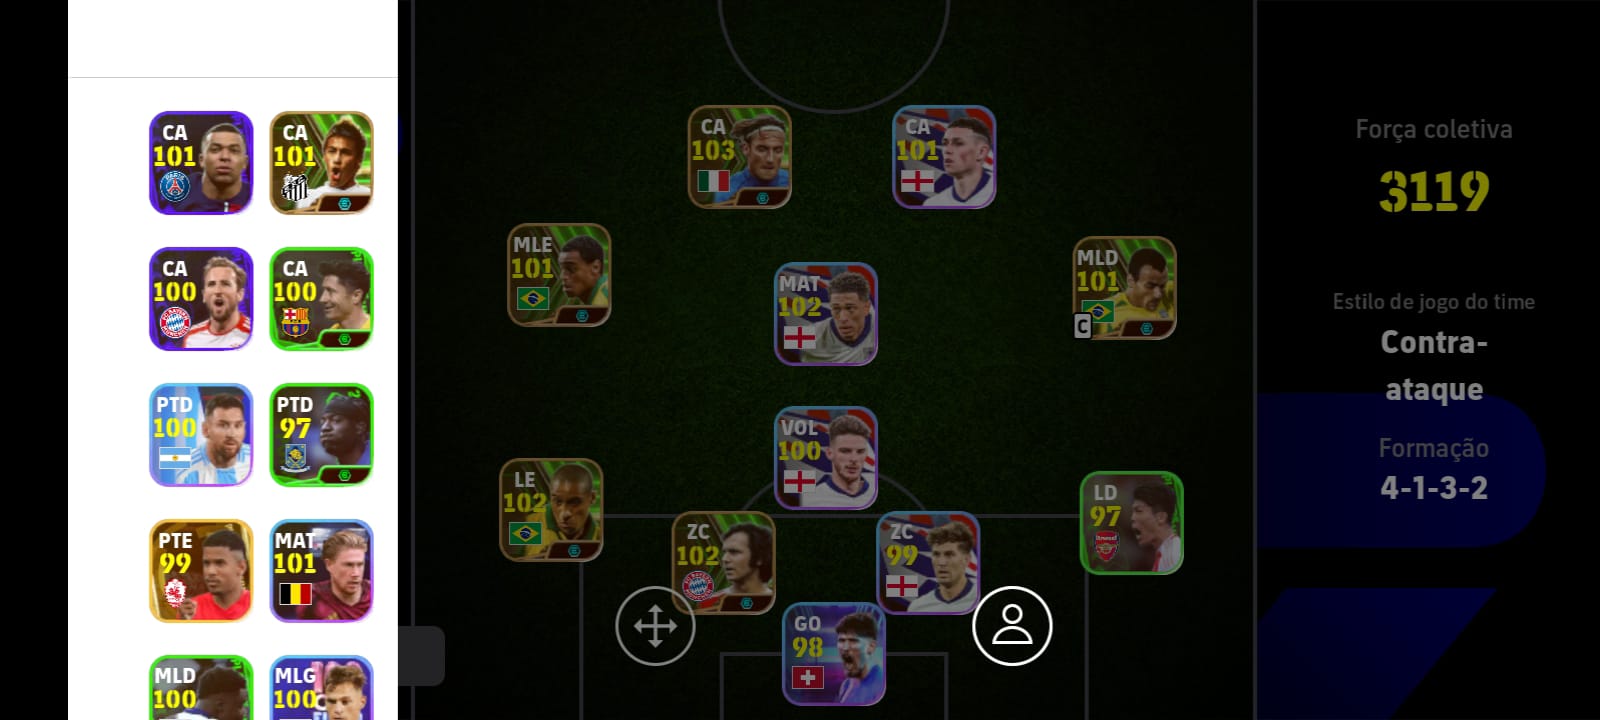 CA
101
CA
101
CA
100
CA
100
PTD
100
PTD
97
PTE
99
MAT
101
MLD
100
MLG
100
CA
103
CA
101
MLE
101
MAT
102
MLD
101
C
VOL
100
LE
102
ZC
102
ZC
99
LD
97
GO
98
Força coletiva
3119
Estilo de jogo do time
Contra-
ataque
Formação
4-1-3-2